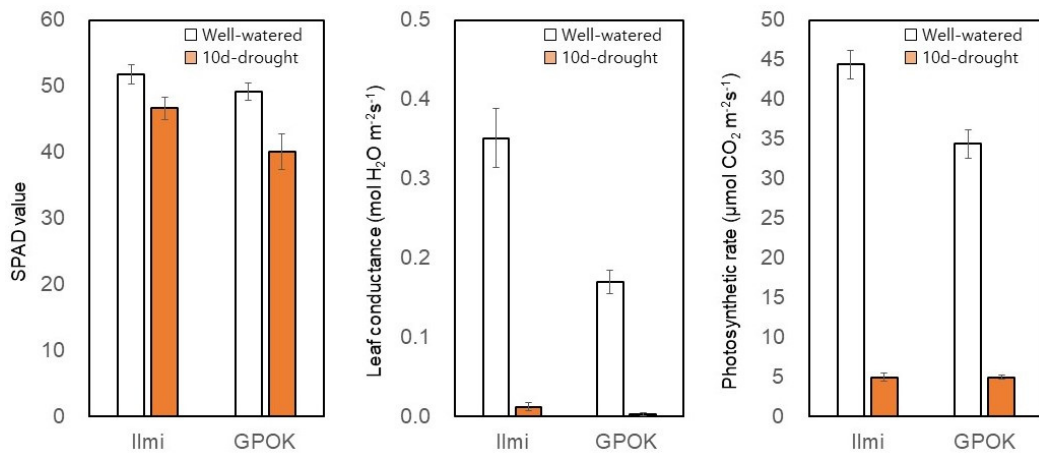 SPAD value
60
50
40
30
20
10
0
Well-watered
10d-drought
Ilmi
GPOK
Leaf conductance (mol H₂O m⁻²s⁻¹)
0.5
0.4
0.3
0.2
0.1
0.0
Well-watered
10d-drought
Ilmi
GPOK
Photosynthetic rate (μmol CO₂ m⁻²s⁻¹)
50
45
40
35
30
25
20
15
10
5
0
Well-watered
10d-drought
Ilmi
GPOK